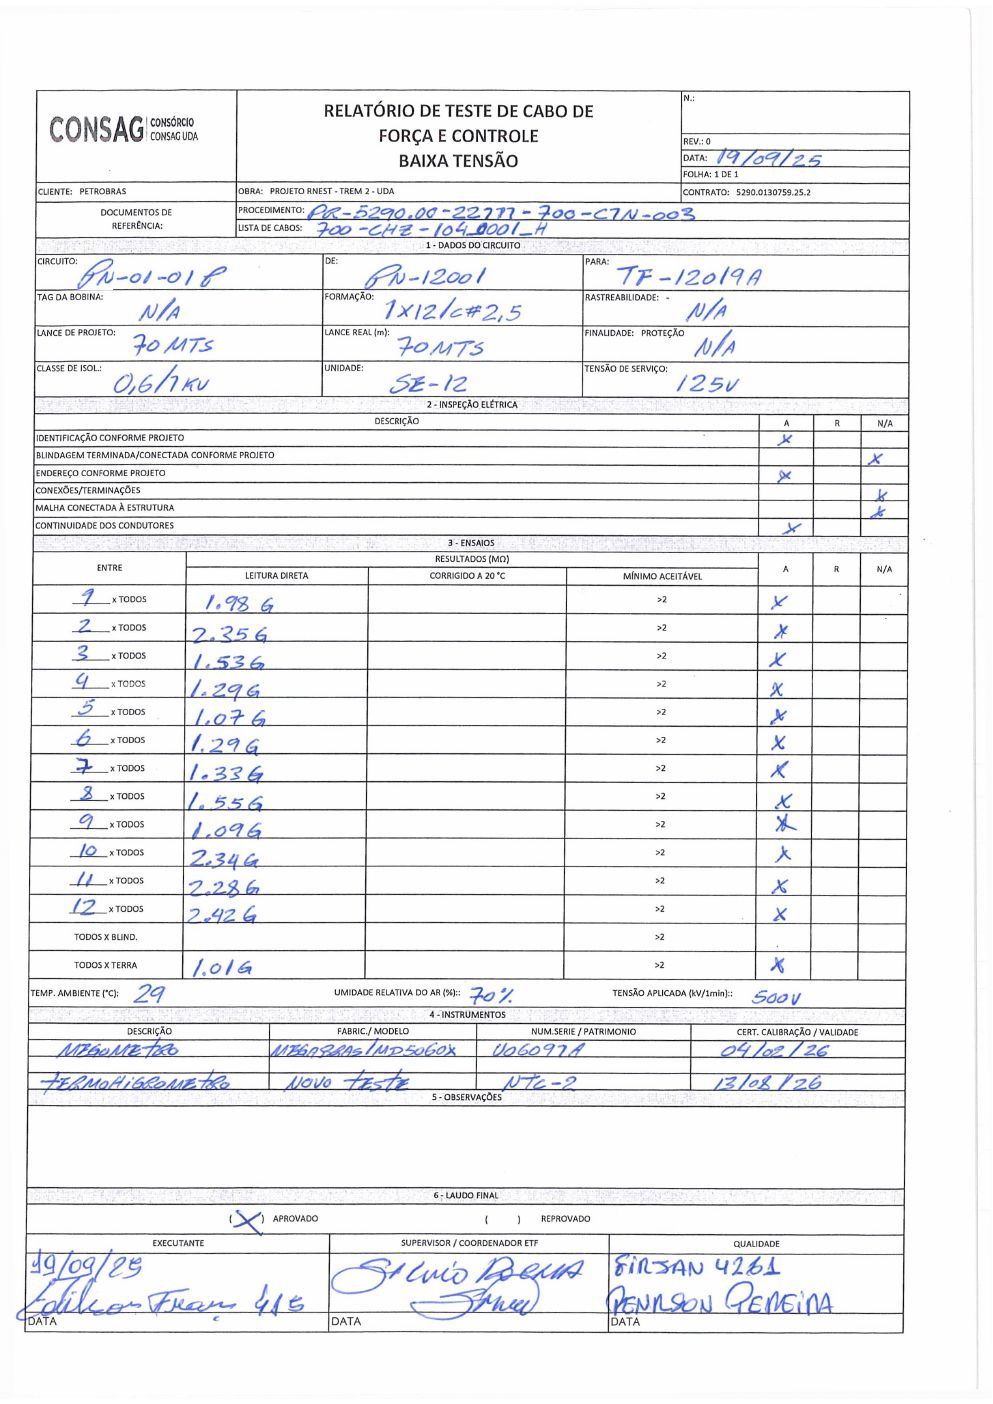 CONSAG CONSÓRCIO CONSAG UDA
RELATÓRIO DE TESTE DE CABO DE FORÇA E CONTROLE BAIXA TENSÃO
N.:
REV.: 0
DATA: 19/09/25
FOLHA: 1 DE 1
CLIENTE: PETROBRAS OBRA: PROJETO RNEST - TREM 2 - UDA CONTRATO: 5290.0130759.25.2
DOCUMENTOS DE REFERÊNCIA:
PROCEDIMENTO: PR-5290.00-22777-700-C7N-003
LISTA DE CABOS: 700-CHZ-104_0001_H
1 - DADOS DO CIRCUITO
CIRCUITO: PN-01-01P DE: PN-12001 PARA: TF-12019A
TAG DA BOBINA: N/A FORMAÇÃO: 1X12/C#2,5 RASTREABILIDADE: - N/A
LANCE DE PROJETO: 70 MTS LANCE REAL (m): 70 MTS FINALIDADE: PROTEÇÃO N/A
CLASSE DE ISOL.: 0,6/1KV UNIDADE: SE-12 TENSÃO DE SERVIÇO: 125V
2 - INSPEÇÃO ELÉTRICA
DESCRIÇÃO A R N/A
IDENTIFICAÇÃO CONFORME PROJETO X
BLINDAGEM TERMINADA/CONECTADA CONFORME PROJETO X
ENDEREÇO CONFORME PROJETO X
CONEXÕES/TERMINAÇÕES X
MALHA CONECTADA À ESTRUTURA X
CONTINUIDADE DOS CONDUTORES X
3 - ENSAIOS
ENTRE RESULTADOS (MΩ) A R N/A
LEITURA DIRETA CORRIGIDO A 20 °C MÍNIMO ACEITÁVEL
1 x TODOS 1.98 G >2 X
2 x TODOS 2.35 G >2 X
3 x TODOS 1.53 G >2 X
4 x TODOS 1.29 G >2 X
5 x TODOS 1.07 G >2 X
6 x TODOS 1.29 G >2 X
7 x TODOS 1.33 G >2 X
8 x TODOS 1.55 G >2 X
9 x TODOS 1.09 G >2 X
10 x TODOS 2.34 G >2 X
11 x TODOS 2.28 G >2 X
12 x TODOS 2.42 G >2 X
TODOS X BLIND. >2
TODOS X TERRA 1.01 G >2 X
TEMP. AMBIENTE (°C): 29 UMIDADE RELATIVA DO AR (%):: 70% TENSÃO APLICADA (kV/1min):: 500V
4 - INSTRUMENTOS
DESCRIÇÃO FABRIC./ MODELO NUM.SERIE / PATRIMONIO CERT. CALIBRAÇÃO / VALIDADE
MEGOMETRO MEGABRAS/MD5060X U06097A 04/02/26
TERMOHIGROMETRO NOVO TESTE NTC-2 13/08/26
5 - OBSERVAÇÕES
6 - LAUDO FINAL
(X) APROVADO ( ) REPROVADO
EXECUTANTE SUPERVISOR / COORDENADOR ETF QUALIDADE
19/09/25 FIRJAN 4261
415 PEREIRA
DATA DATA DATA